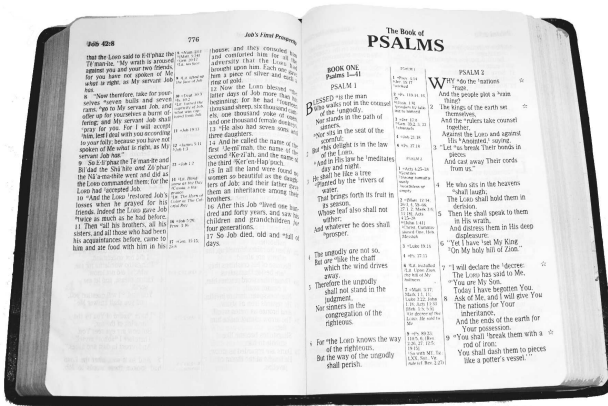 Job 42:8
776
Job's Final Prosperity
that the LORD said to Eliphaz the
Temanite, "My wrath is aroused
against you and your two friends,
for you have not spoken of Me
what is right, as My servant Job
has.
8 "Now therefore, take for your-
selves seven bulls and seven
rams, go to My servant Job, and
offer up for yourselves a burnt of-
fering; and My servant Job shall
pray for you. For I will accept
him, lest I deal with you according
to your folly; because you have not
spoken of Me what is right, as My
servant Job has."
9 So Eliphaz the Temanite and
Bildad the Shuhite and Zophar
the Naamathite went and did as
the LORD commanded them; for the
LORD had accepted Job.
10 And the LORD restored Job's
losses when he prayed for his
friends. Indeed the LORD gave Job
twice as much as he had before.
11 Then all his brothers, all his
sisters, and all those who had been
his acquaintances before, came to
him and ate food with him in his
house; and they consoled him
and comforted him for all the
adversity that the LORD had
brought upon him. Each one gave
him a piece of silver and each a
ring of gold.
12 Now the LORD blessed the
latter days of Job more than his
beginning; for he had fourteen
thousand sheep, six thousand cam-
els, one thousand yoke of oxen,
and one thousand female donkeys.
13 He also had seven sons and
three daughters.
14 And he called the name of the
first Jemimah, the name of the
second Keziah, and the name of
the third Keren-Happuch.
15 In all the land were found no
women so beautiful as the daugh-
ters of Job; and their father gave
them an inheritance among their
brothers.
16 After this Job lived one hun-
dred and forty years, and saw his
children and grandchildren for
four generations.
17 So Job died, old and full of
days.
The Book of
PSALMS
BOOK ONE
Psalms 1—41
PSALM 1
BLESSED is the man
Who walks not in the counsel
of the ungodly,
Nor stands in the path of
sinners,
Nor sits in the seat of the
scornful;
2 But his delight is in the law
of the LORD,
And in His law he meditates
day and night.
3 He shall be like a tree
Planted by the rivers of
water,
That brings forth its fruit in
its season,
Whose leaf also shall not
wither;
And whatever he does shall
prosper.
4 The ungodly are not so,
But are like the chaff
which the wind drives
away.
5 Therefore the ungodly
shall not stand in the
judgment,
Nor sinners in the
congregation of the
righteous.
6 For the LORD knows the way
of the righteous,
But the way of the ungodly
shall perish.
PSALM 2
WHY do the nations
rage,
And the people plot a vain
thing?
2 The kings of the earth set
themselves,
And the rulers take counsel
together,
Against the LORD and against
His Anointed, saying,
3 "Let us break Their bonds in
pieces
And cast away Their cords
from us."
4 He who sits in the heavens
shall laugh;
The LORD shall hold them in
derision.
5 Then He shall speak to them
in His wrath,
And distress them in His deep
displeasure:
6 "Yet I have set My King
On My holy hill of Zion."
7 "I will declare the decree:
The LORD has said to Me,
'You are My Son,
Today I have begotten You.
8 Ask of Me, and I will give You
The nations for Your
inheritance,
And the ends of the earth for
Your possession.
9 You shall break them with a
rod of iron;
You shall dash them to pieces
like a potter's vessel.'"